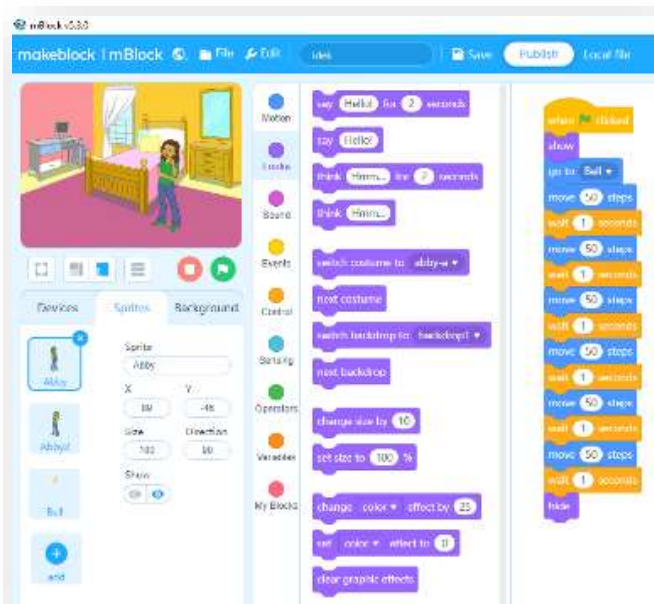 mBlock v5.3.0
makeblock | mBlock File Edit Save Publish Local file
Devices Sprites Background
Abby
Abby2
Ball
add
Sprite
Abby
X Y
-46
Size Direction
100 90
Show
Motion
Looks
Sound
Events
Control
Sensing
Operators
Variables
My Blocks
say Hello! for 2 seconds
say Hello!
think Hmm... for 2 seconds
think Hmm...
switch costume to abby-a
next costume
switch backdrop to backdrop1
next backdrop
change size by 10
set size to 100 %
change color effect by 25
set color effect to 0
clear graphic effects
when clicked
show
go to Ball
move 50 steps
wait 1 seconds
move 50 steps
wait 1 seconds
move 50 steps
wait 1 seconds
move 50 steps
wait 1 seconds
move 50 steps
wait 1 seconds
move 50 steps
wait 1 seconds
hide